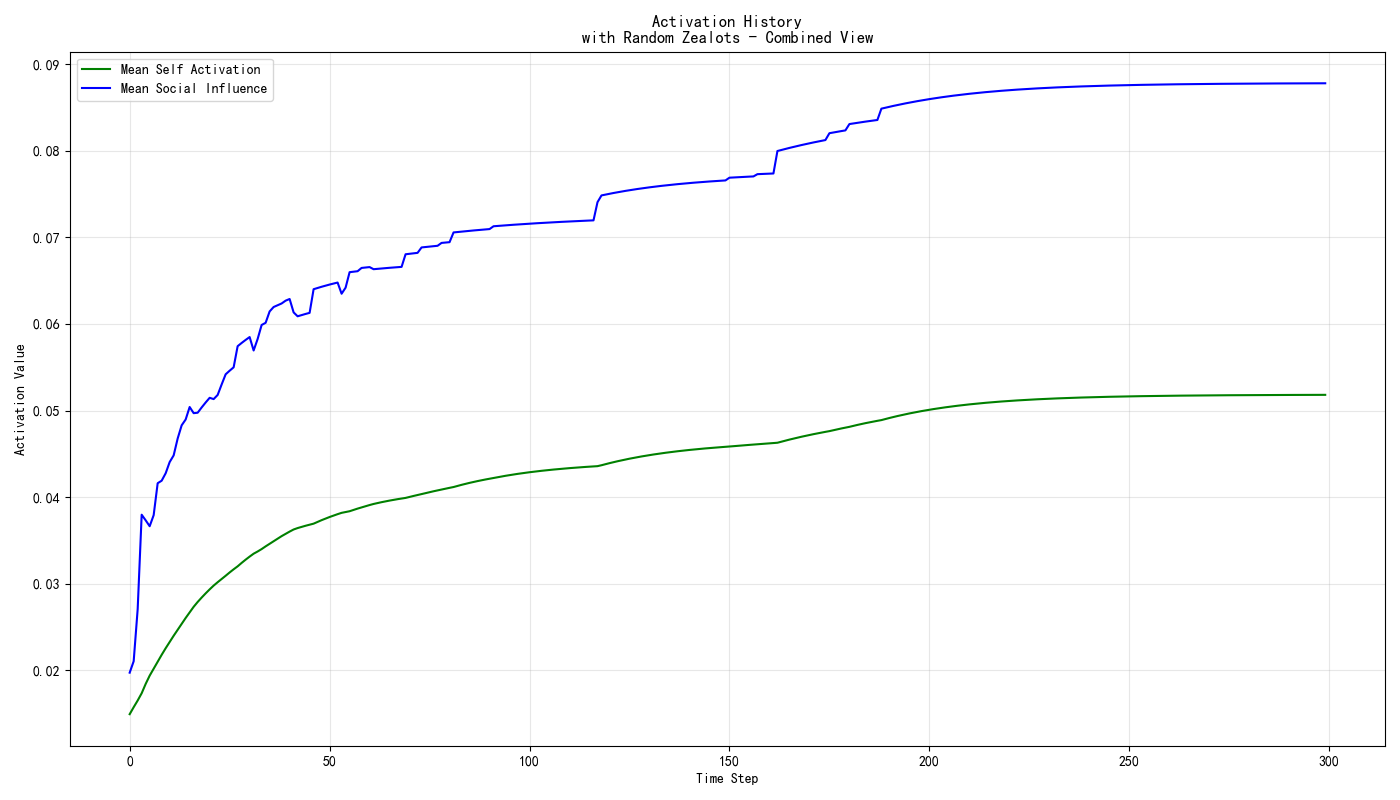 Activation History
with Random Zealots − Combined View
Mean Self Activation
Mean Social Influence
Activation Value
0.09
0.08
0.07
0.06
0.05
0.04
0.03
0.02
0 50 100 150 200 250 300
Time Step